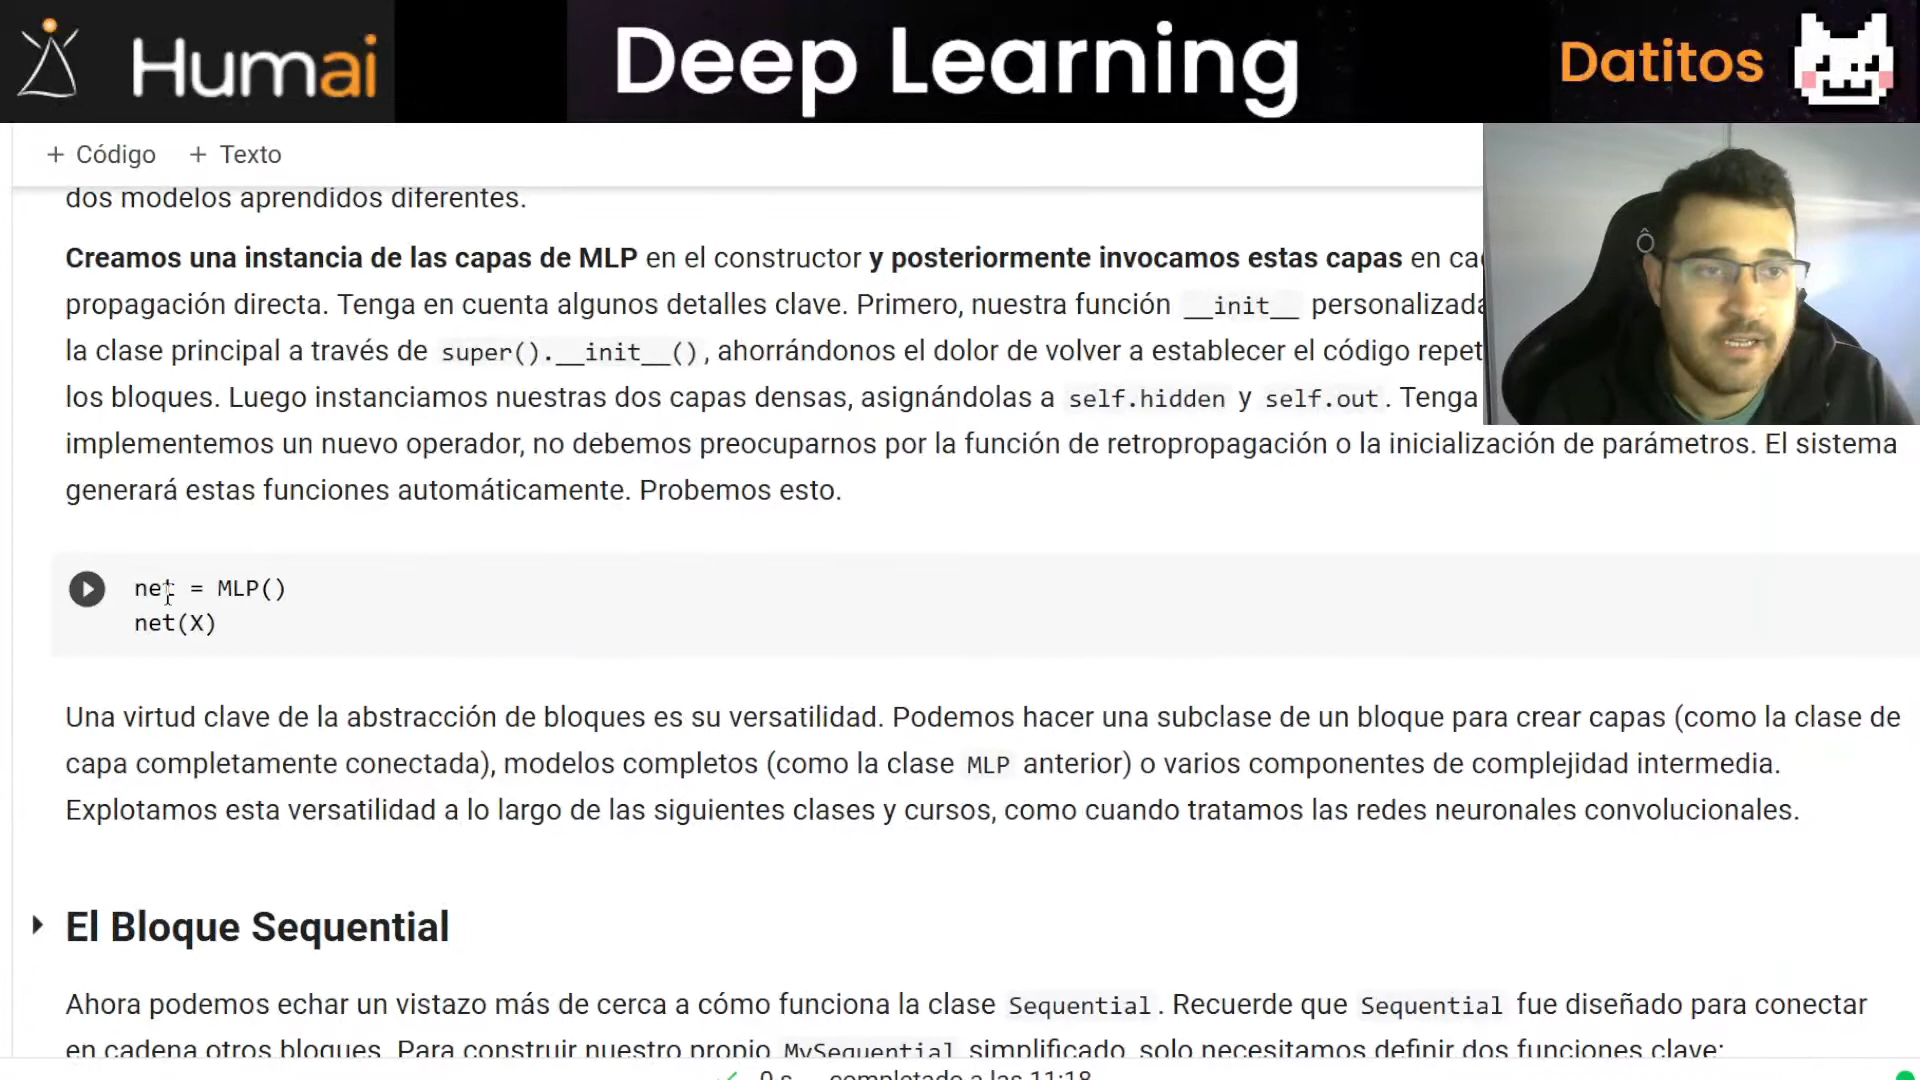 Humai
Deep Learning
Datitos
+ Código + Texto
dos modelos aprendidos diferentes.
Creamos una instancia de las capas de MLP en el constructor y posteriormente invocamos estas capas en
propagación directa. Tenga en cuenta algunos detalles clave. Primero, nuestra función __init__ personalizada
la clase principal a través de super().__init__(), ahorrándonos el dolor de volver a establecer el código
los bloques. Luego instanciamos nuestras dos capas densas, asignándolas a self.hidden y self.out. Tenga
implementemos un nuevo operador, no debemos preocuparnos por la función de retropropagación o la inicialización de parámetros. El sistema
generará estas funciones automáticamente. Probemos esto.
net = MLP()
net(X)
Una virtud clave de la abstracción de bloques es su versatilidad. Podemos hacer una subclase de un bloque para crear capas (como la clase de
capa completamente conectada), modelos completos (como la clase MLP anterior) o varios componentes de complejidad intermedia.
Explotamos esta versatilidad a lo largo de las siguientes clases y cursos, como cuando tratamos las redes neuronales convolucionales.
El Bloque Sequential
Ahora podemos echar un vistazo más de cerca a cómo funciona la clase Sequential. Recuerde que Sequential fue diseñado para conectar
en cadena otros bloques. Para construir nuestro propio MySequential simplificado, solo necesitamos definir dos funciones clave:
0 s completado a las 11:18